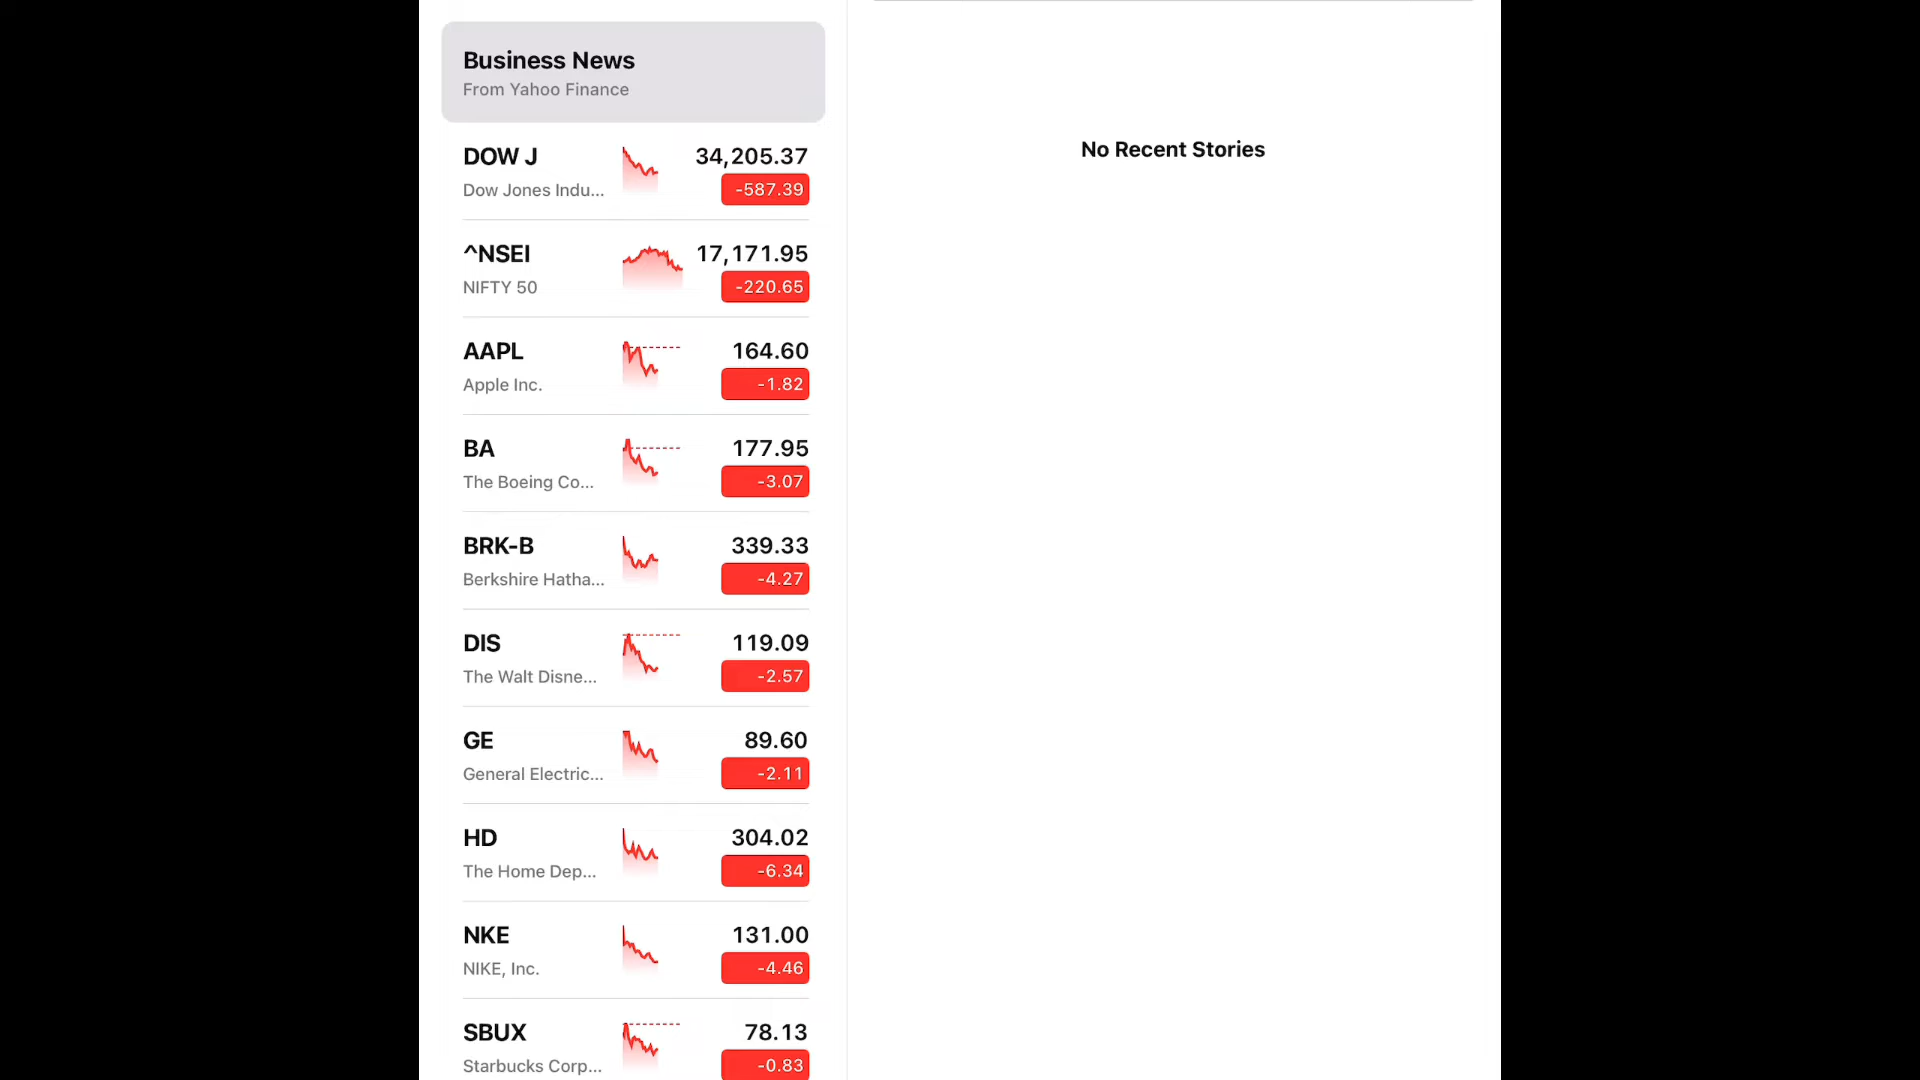 Business News
From Yahoo Finance
No Recent Stories
DOW J 34,205.37
Dow Jones Indu... -587.39
^NSEI 17,171.95
NIFTY 50 -220.65
AAPL 164.60
Apple Inc. -1.82
BA 177.95
The Boeing Co... -3.07
BRK-B 339.33
Berkshire Hatha... -4.27
DIS 119.09
The Walt Disne... -2.57
GE 89.60
General Electric... -2.11
HD 304.02
The Home Dep... -6.34
NKE 131.00
NIKE, Inc. -4.46
SBUX 78.13
Starbucks Corp... -0.83